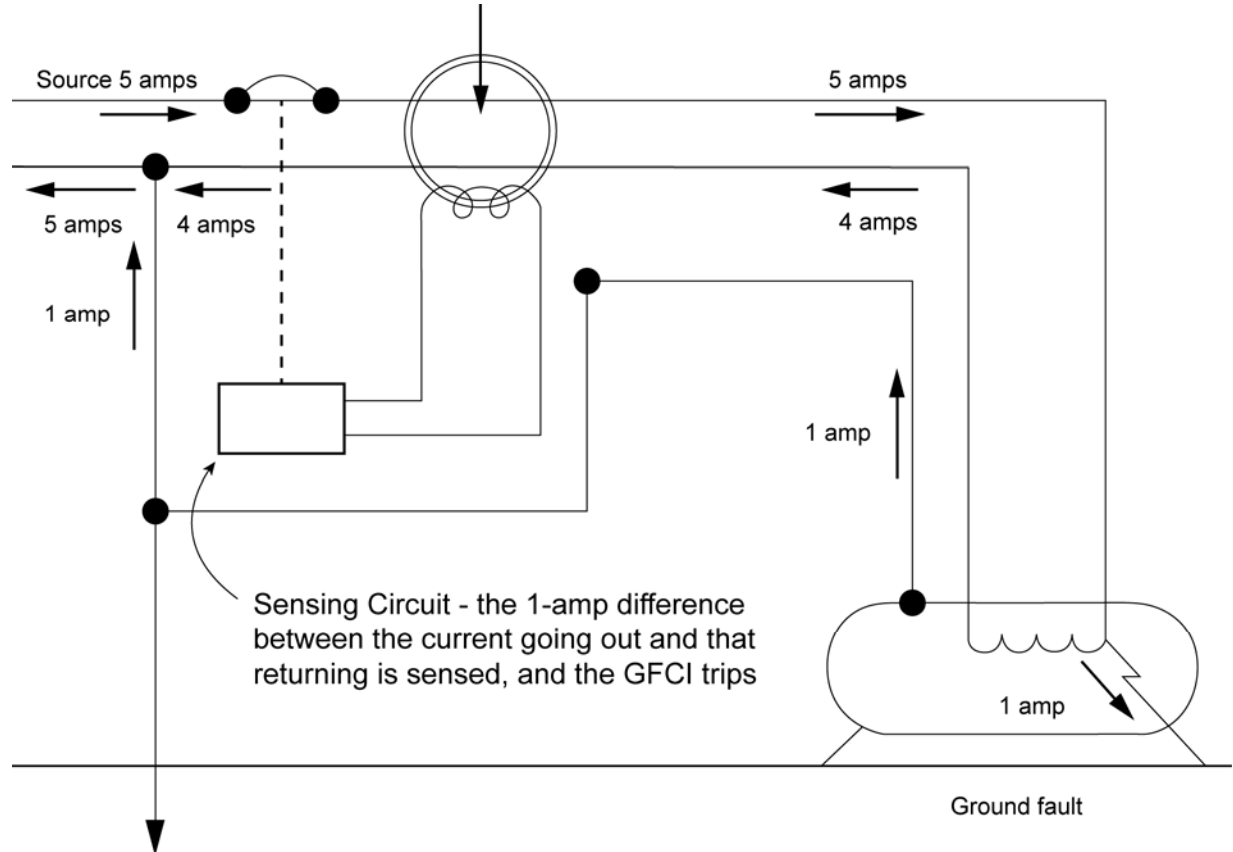 Source 5 amps
5 amps
5 amps
4 amps
4 amps
1 amp
1 amp
Sensing Circuit - the 1-amp difference
between the current going out and that
returning is sensed, and the GFCI trips
1 amp
Ground fault